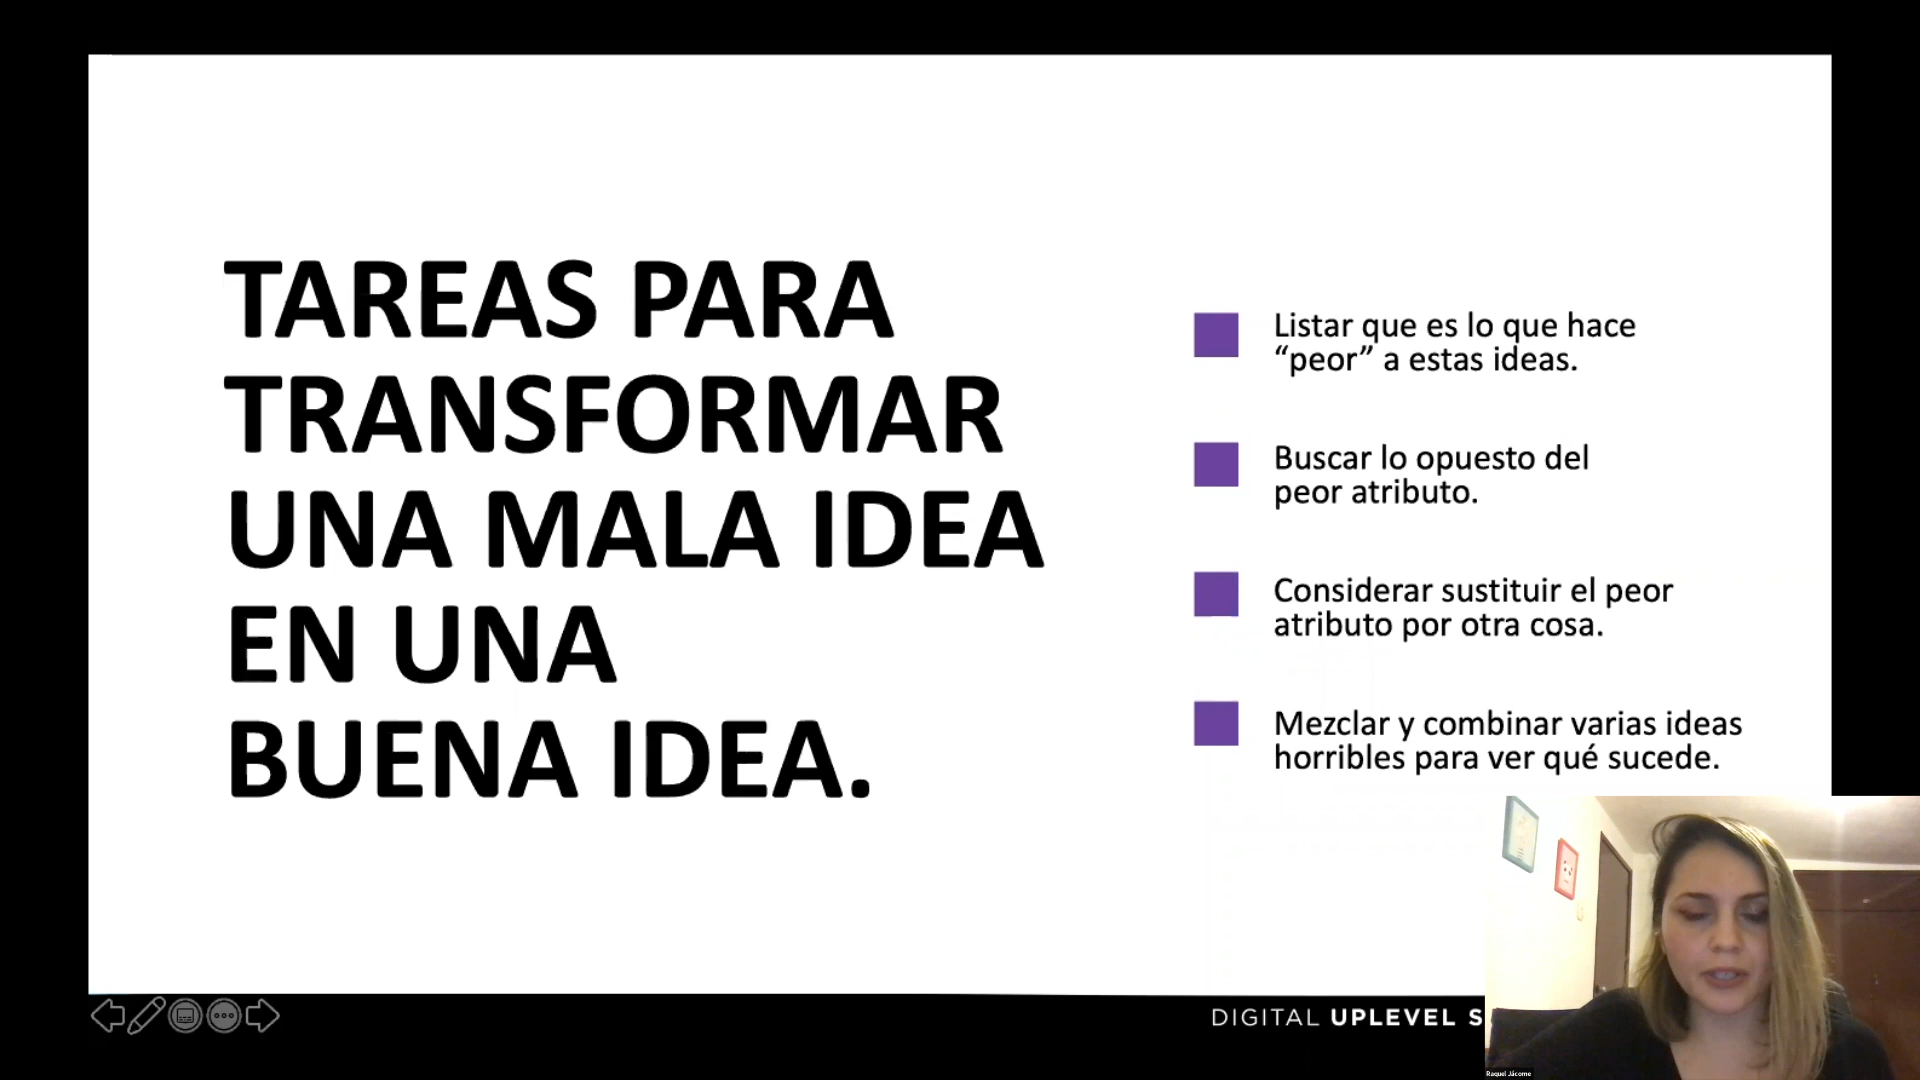 TAREAS PARA
TRANSFORMAR
UNA MALA IDEA
EN UNA
BUENA IDEA.
Listar que es lo que hace
“peor” a estas ideas.
Buscar lo opuesto del
peor atributo.
Considerar sustituir el peor
atributo por otra cosa.
Mezclar y combinar varias ideas
horribles para ver qué sucede.
DIGITAL UPLEVEL S
Raquel Jácome